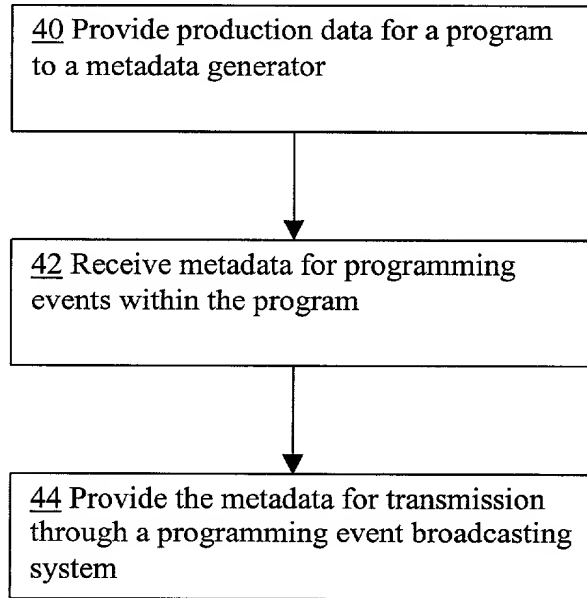 40 Provide production data for a program
to a metadata generator
42 Receive metadata for programming
events within the program
44 Provide the metadata for transmission
through a programming event broadcasting
system